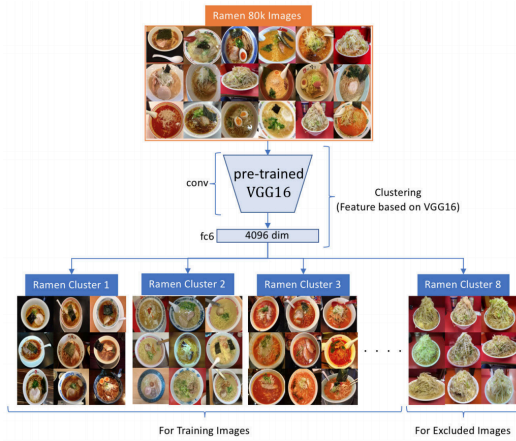 Ramen 80k Images
conv
pre-trained
VGG16
Clustering
(Feature based on VGG16)
fc6
4096 dim
Ramen Cluster 1
Ramen Cluster 2
Ramen Cluster 3
Ramen Cluster 8
. . . .
For Training Images
For Excluded Images